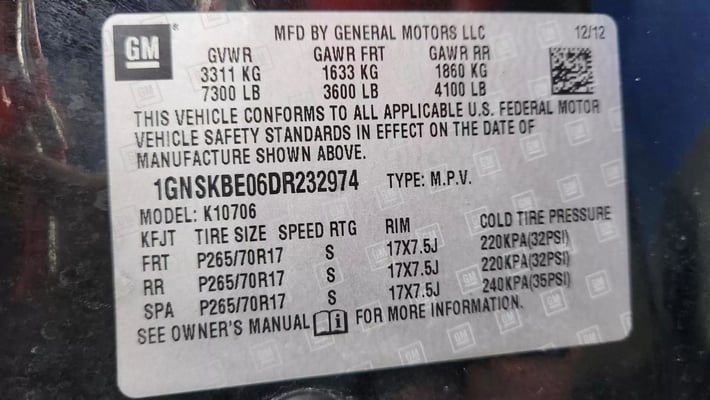 GM ® MFD BY GENERAL MOTORS LLC 12/12
GVWR GAWR FRT GAWR RR
3311 KG 1633 KG 1860 KG
7300 LB 3600 LB 4100 LB
THIS VEHICLE CONFORMS TO ALL APPLICABLE U.S. FEDERAL MOTOR
VEHICLE SAFETY STANDARDS IN EFFECT ON THE DATE OF
MANUFACTURE SHOWN ABOVE.
1GNSKBE06DR232974 TYPE: M.P.V.
MODEL: K10706
KFJT TIRE SIZE SPEED RTG RIM COLD TIRE PRESSURE
FRT P265/70R17 S 17X7.5J 220KPA(32PSI)
RR P265/70R17 S 17X7.5J 220KPA(32PSI)
SPA P265/70R17 S 17X7.5J 240KPA(35PSI)
SEE OWNER'S MANUAL FOR MORE INFORMATION.